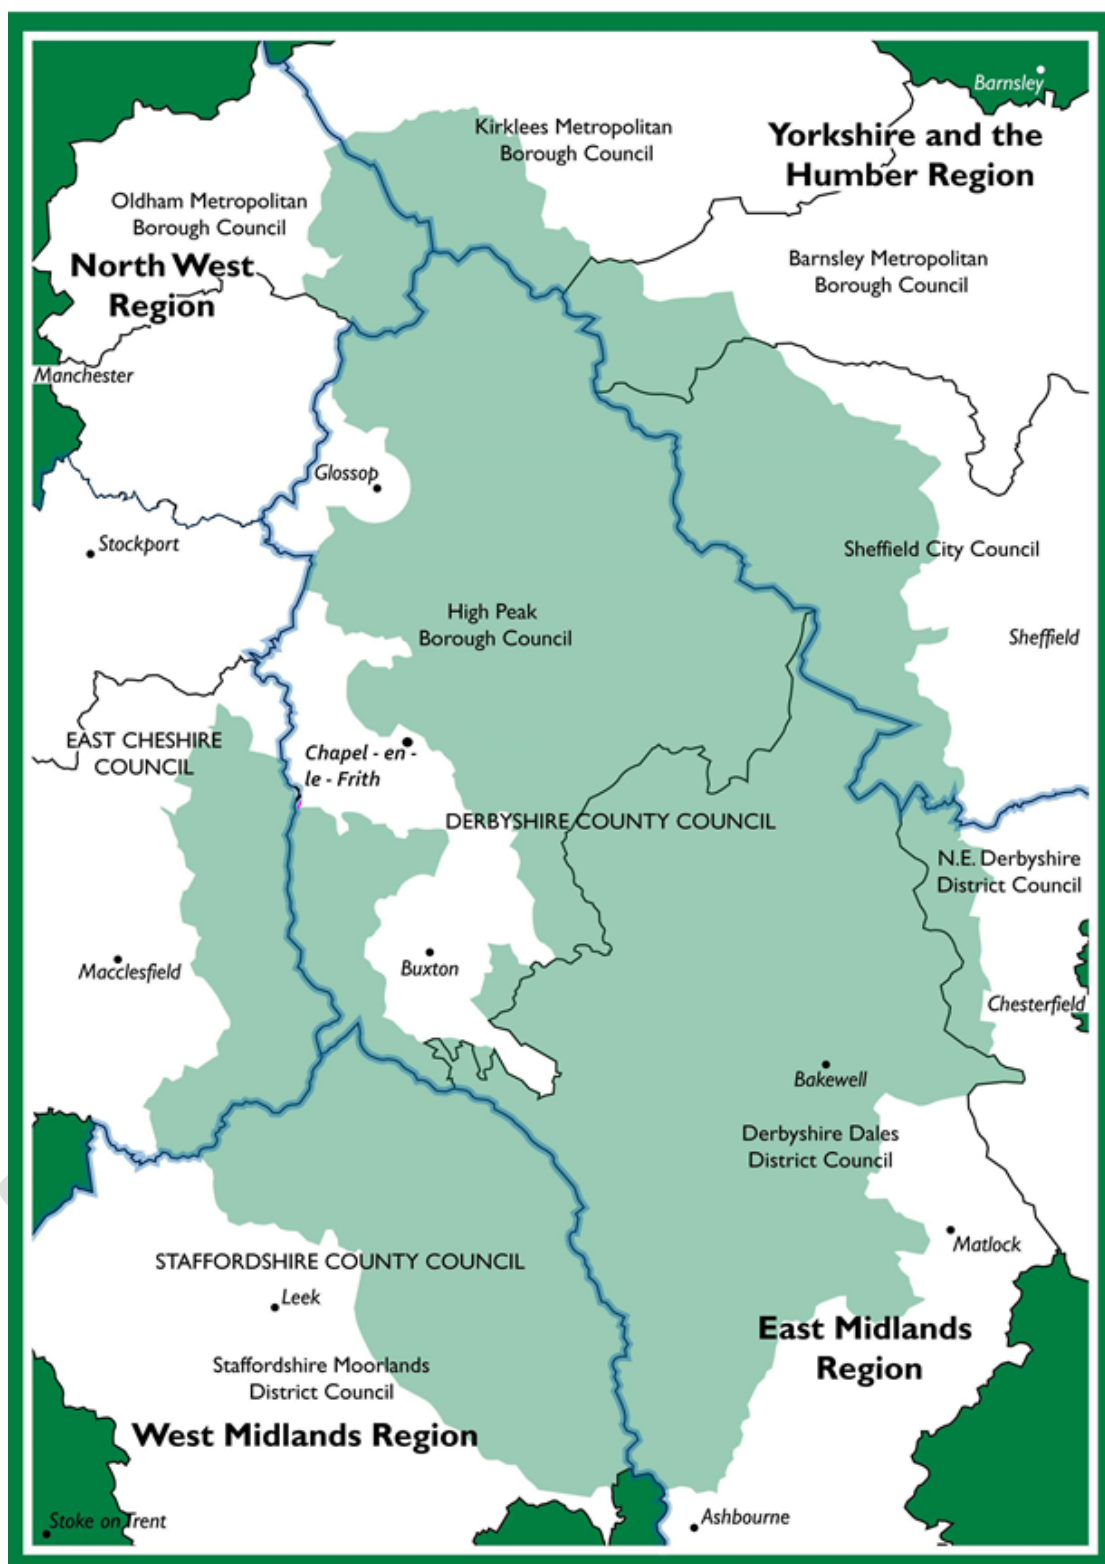 Barnsley
Kirklees Metropolitan
Borough Council
Yorkshire and the
Humber Region
Oldham Metropolitan
Borough Council
North West
Region
Barnsley Metropolitan
Borough Council
Manchester
Glossop
Stockport
Sheffield City Council
High Peak
Borough Council
Sheffield
EAST CHESHIRE
COUNCIL
Chapel - en -
le - Frith
DERBYSHIRE COUNTY COUNCIL
N.E. Derbyshire
District Council
Macclesfield
Buxton
Chesterfield
Bakewell
Derbyshire Dales
District Council
Matlock
STAFFORDSHIRE COUNTY COUNCIL
Leek
East Midlands
Region
Staffordshire Moorlands
District Council
West Midlands Region
Stoke on Trent
Ashbourne